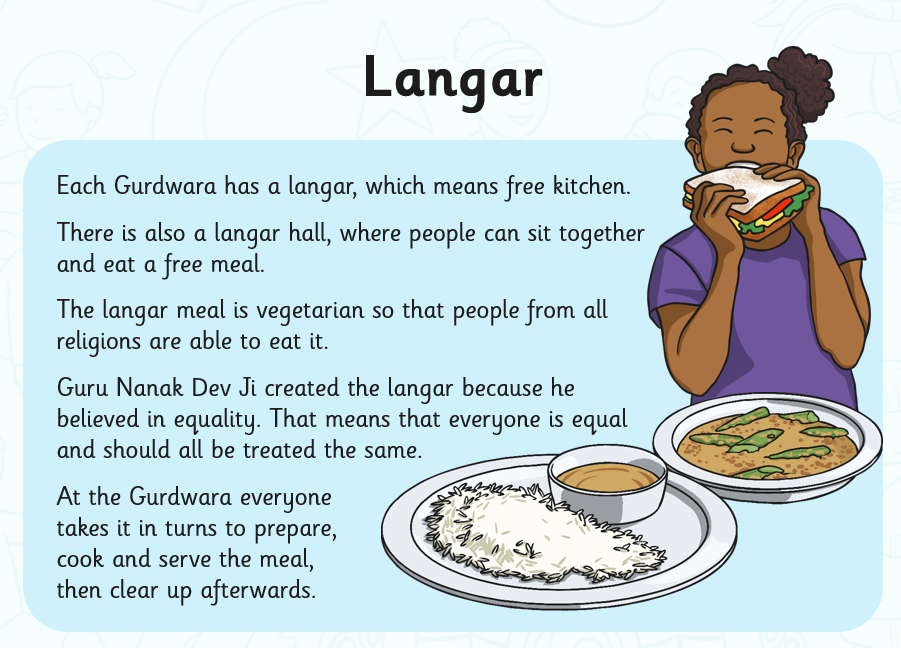 Langar
Each Gurdwara has a langar, which means free kitchen.
There is also a langar hall, where people can sit together
and eat a free meal.
The langar meal is vegetarian so that people from all
religions are able to eat it.
Guru Nanak Dev Ji created the langar because he
believed in equality. That means that everyone is equal
and should all be treated the same.
At the Gurdwara everyone
takes it in turns to prepare,
cook and serve the meal,
then clear up afterwards.